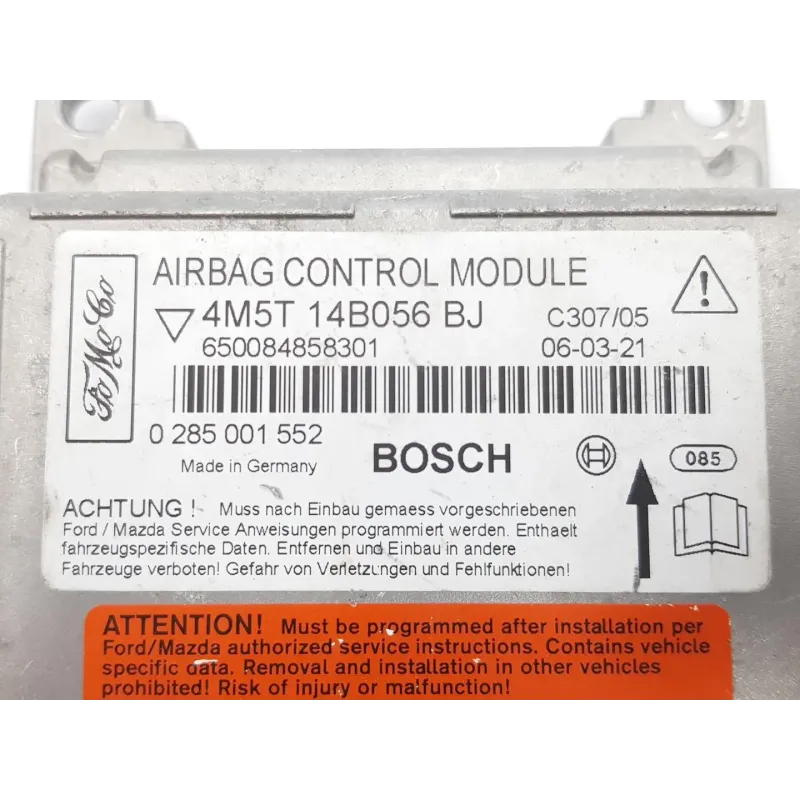 FoMoCo
AIRBAG CONTROL MODULE
4M5T 14B056 BJ C307/05
650084858301 06-03-21
0 285 001 552
Made in Germany BOSCH 085
ACHTUNG ! Muss nach Einbau gemaess vorgeschriebenen
Ford / Mazda Service Anweisungen programmiert werden. Enthaelt
fahrzeugspezifische Daten. Entfernen und Einbau in andere
Fahrzeuge verboten! Gefahr von Verletzungen und Fehlfunktionen!
ATTENTION! Must be programmed after installation per
Ford/Mazda authorized service instructions. Contains vehicle
specific data. Removal and installation in other vehicles
prohibited! Risk of injury or malfunction!